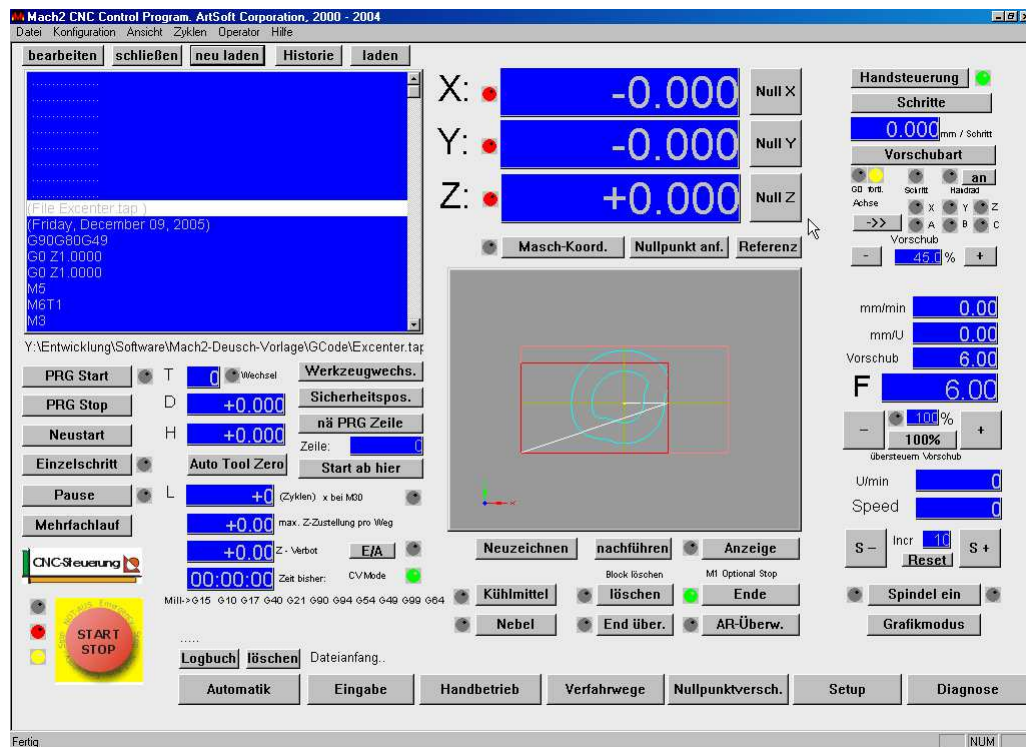 Mach2 CNC Control Program. ArtSoft Corporation, 2000 - 2004
Datei Konfiguration Ansicht Zyklen Operator Hilfe
bearbeiten schließen neu laden Historie laden
(File Excenter.tap )
(Friday, December 09, 2005)
G90G80G49
G0 Z1.0000
G0 Z1.0000
M5
M6T1
M3
Y:\Entwicklung\Software\Mach2-Deusch-Vorlage\GCode\Excenter.tap
X: -0.000 Null X
Y: -0.000 Null Y
Z: +0.000 Null Z
Masch-Koord. Nullpunkt anf. Referenz
Handsteuerung
Schritte
0.000 mm / Schritt
Vorschubart
an
G0 fortl. Schritt Handrad
Achse X Y Z
->> A B C
Vorschub
- 45.0 % +
mm/min 0.00
mm/U 0.00
Vorschub 6.00
F 6.00
- 100 % +
100%
übersteuern Vorschub
U/min 0
Speed 0
S - Incr 10 S +
Reset
Spindel ein
Grafikmodus
PRG Start T 0 Wechsel Werkzeugwechs.
PRG Stop D +0.000 Sicherheitspos.
Neustart H +0.000 nä PRG Zeile
Zeile: 0
Einzelschritt Auto Tool Zero Start ab hier
Pause L +0 (Zyklen) x bei M30
Mehrfachlauf +0.00 max. Z-Zustellung pro Weg
CNC-Steuerung +0.00 Z - Verbot E/A
00:00:00 Zeit bisher: CV Mode
Mill->G15 G10 G17 G40 G21 G90 G94 G54 G49 G99 G64
START
STOP
Neuzeichnen nachführen Anzeige
Block löschen M1 Optional Stop
Kühlmittel löschen Ende
Nebel End über. AR-Überw.
.....
Logbuch löschen Dateianfang..
Automatik Eingabe Handbetrieb Verfahrwege Nullpunktversch. Setup Diagnose
Fertig NUM